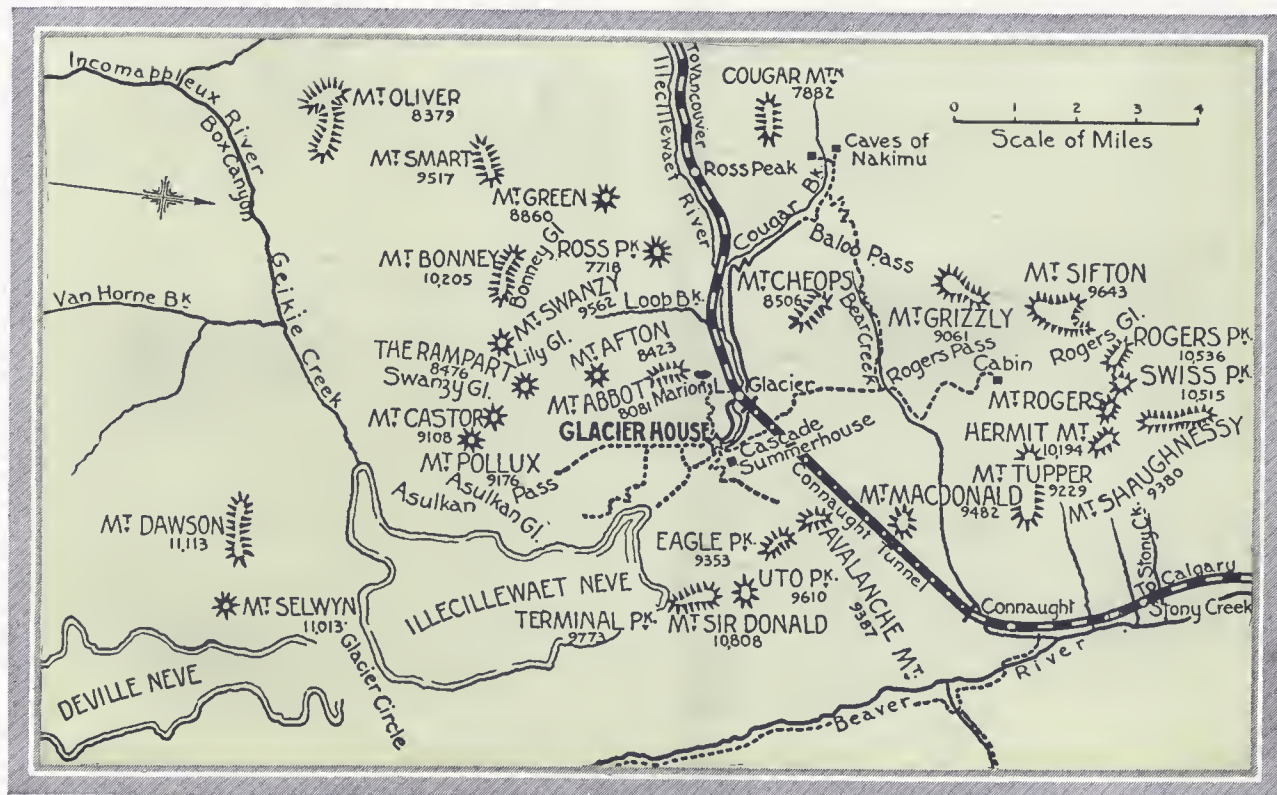 Incomappleux River
Box Canyon
MT. OLIVER
8379
MT. SMART
9517
MT. GREEN
8860
To Vancouver
Illecillewaet River
COUGAR MTN
7882
Caves of
Nakimu
0 1 2 3 4
Scale of Miles
Ross Peak
Cougar Bk.
Baloo Pass
Geikie Creek
MT. BONNEY
10,205
Bonney Gl.
ROSS PK.
7718
MT. SWANZY
9562
Loop Bk.
MT. CHEOPS
8506
Bear Creek
MT. GRIZZLY
9061
MT. SIFTON
9643
Rogers Gl.
ROGERS PK.
10,536
SWISS PK.
10,515
Van Horne Bk.
THE RAMPART
8476
Lily Gl.
Swanzy Gl.
MT. AFTON
8423
MT. ABBOTT
8081
Marion L.
Glacier
Rogers Pass
Cabin
MT. ROGERS
MT. CASTOR
9108
GLACIER HOUSE
Cascade
Summerhouse
HERMIT MT.
10,194
MT. SHAUGHNESSY
9380
MT. POLLUX
9176
Asulkan Pass
Asulkan Gl.
Connaught Tunnel
MT. MACDONALD
9482
MT. TUPPER
9229
MT. DAWSON
11,113
EAGLE PK.
9353
AVALANCHE MT.
9387
To Stony Ck.
To Calgary
Stony Creek
MT. SELWYN
11,013
ILLECILLEWAET NEVE
UTO PK.
9610
Connaught
TERMINAL PK.
9773
MT. SIR DONALD
10,808
Glacier Circle
DEVILLE NEVE
Beaver River